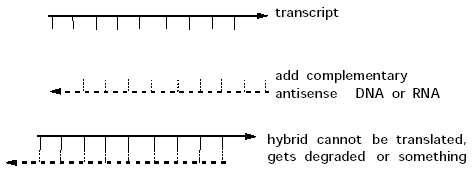 transcript
add complementary
antisense DNA or RNA
hybrid cannot be translated,
gets degraded or something